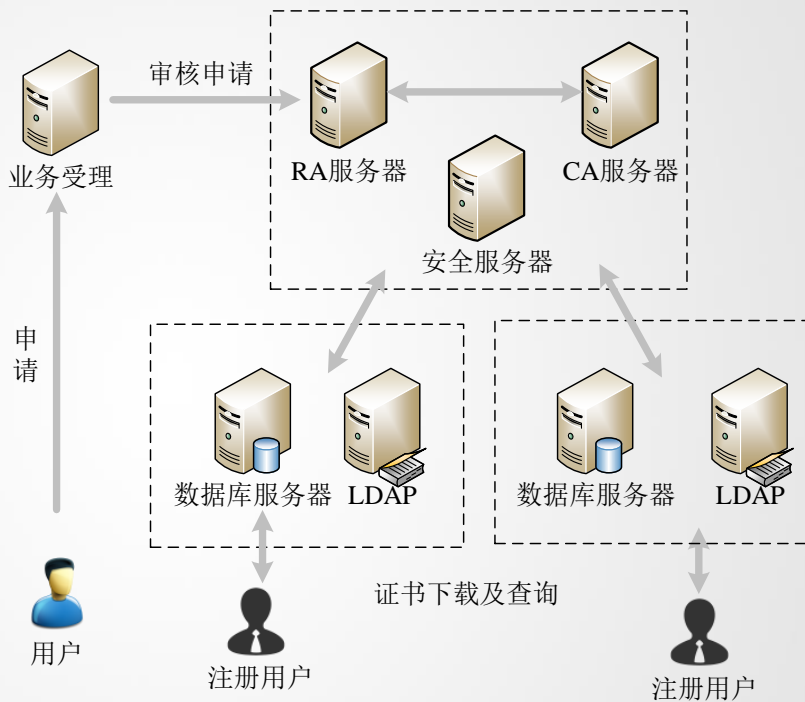 审核申请
业务受理
RA服务器
CA服务器
安全服务器
申
请
数据库服务器
LDAP
数据库服务器
LDAP
证书下载及查询
用户
注册用户
注册用户